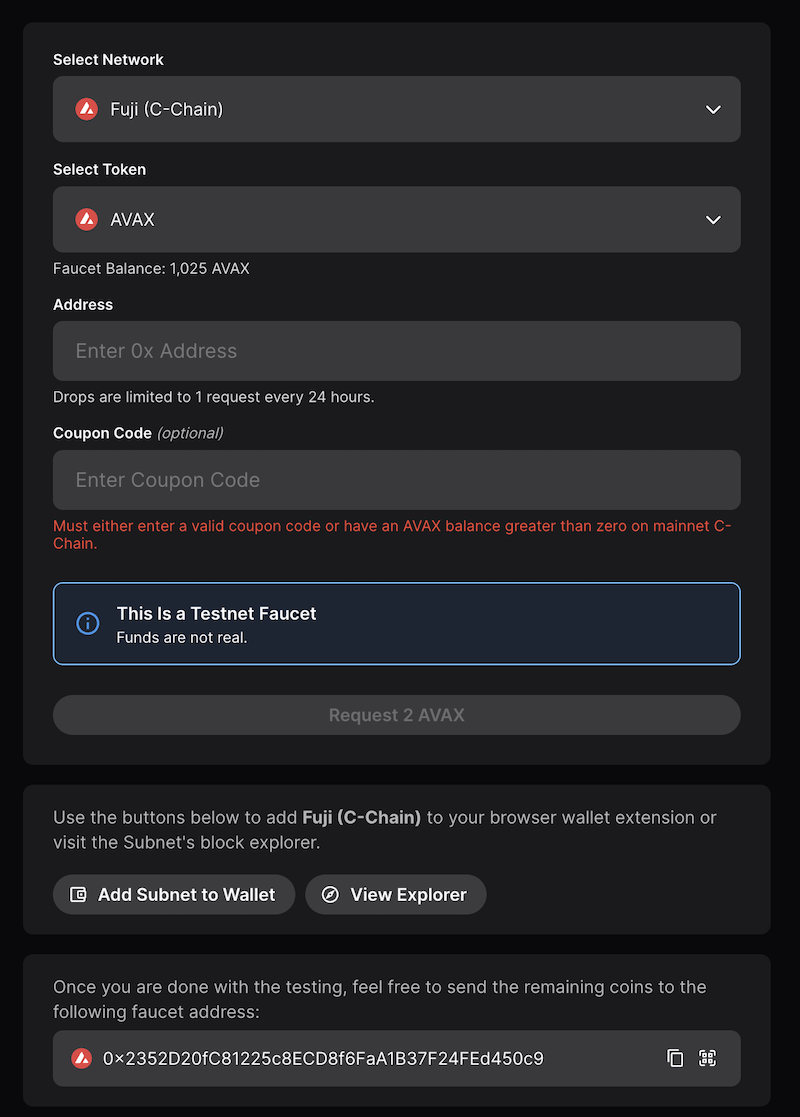 Select Network
Fuji (C-Chain)
Select Token
AVAX
Faucet Balance: 1,025 AVAX
Address
Enter 0x Address
Drops are limited to 1 request every 24 hours.
Coupon Code (optional)
Enter Coupon Code
Must either enter a valid coupon code or have an AVAX balance greater than zero on mainnet C-
Chain.
This Is a Testnet Faucet
Funds are not real.
Request 2 AVAX
Use the buttons below to add Fuji (C-Chain) to your browser wallet extension or
visit the Subnet's block explorer.
Add Subnet to Wallet
View Explorer
Once you are done with the testing, feel free to send the remaining coins to the
following faucet address:
0×2352D20fC81225c8ECD8f6FaA1B37F24FEd450c9